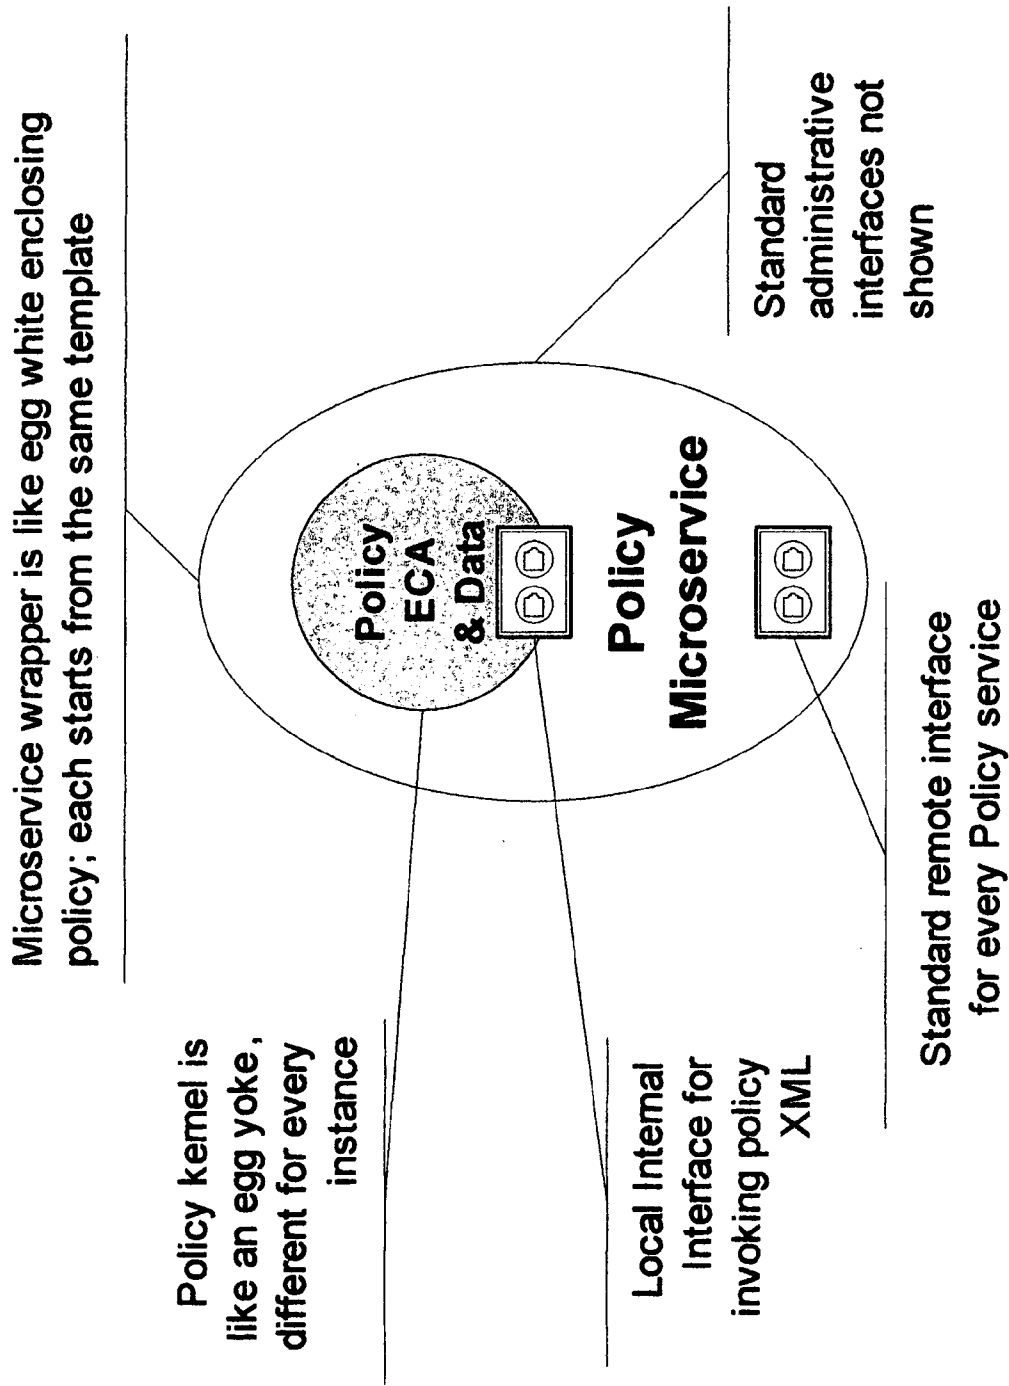 Microservice wrapper is like egg white enclosing
policy; each starts from the same template
Policy kernel is
like an egg yoke,
different for every
instance
Policy
ECA
& Data
Local Internal
Interface for
invoking policy
XML
Policy
Microservice
Standard
administrative
interfaces not
shown
Standard remote interface
for every Policy service